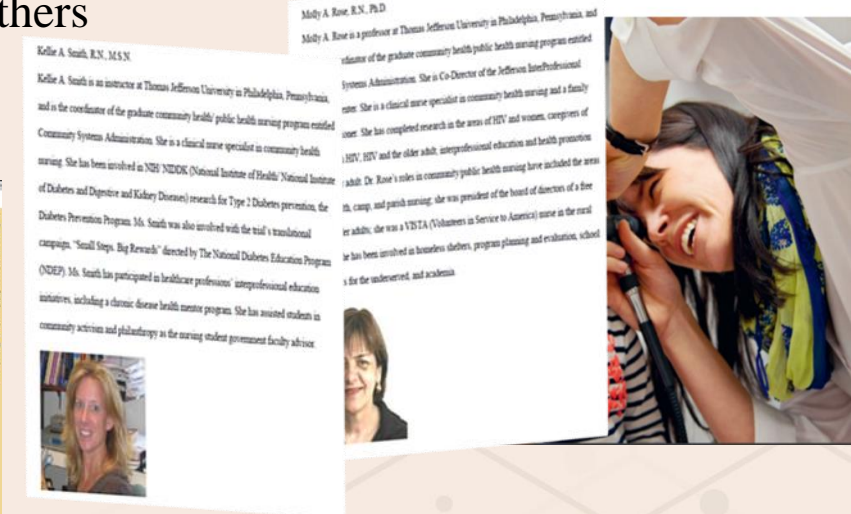 thers
Kellie A. Smith, R.N., M.S.N.
Kellie A. Smith is an instructor at Thomas Jefferson University in Philadelphia, Pennsylvania,
and is the coordinator of the graduate community health/ public health nursing program entitled
Community Systems Administration. She is a clinical nurse specialist in community health
nursing. She has been involved in NIH/ NIDDK (National Institute of Health/ National Institute
of Diabetes and Digestive and Kidney Diseases) research for Type 2 Diabetes prevention, the
Diabetes Prevention Program. Ms. Smith was also involved with the trial's translational
campaign, "Small Steps, Big Rewards" directed by The National Diabetes Education Program
(NDEP). Ms. Smith has participated in healthcare professions' interprofessional education
initiatives, including a chronic disease health mentor program. She has assisted students in
community activism and philanthropy as the nursing student government faculty advisor.
Molly A. Rose, R.N., Ph.D.
Molly A. Rose is a professor at Thomas Jefferson University in Philadelphia, Pennsylvania, and
rdinator of the graduate community health/public health nursing program entitled
Systems Administration. She is Co-Director of the Jefferson InterProfessional
enter. She is a clinical nurse specialist in community health nursing and a family
oner. She has completed research in the areas of HIV and women, caregivers of
HIV, HIV and the older adult, interprofessional education and health promotion
adult. Dr. Rose's roles in community/public health nursing have included the areas
th, camp, and parish nursing; she was president of the board of directors of a free
er adults; she was a VISTA (Volunteers in Service to America) nurse in the rural
he has been involved in homeless shelters, program planning and evaluation, school
s for the underserved, and academia.